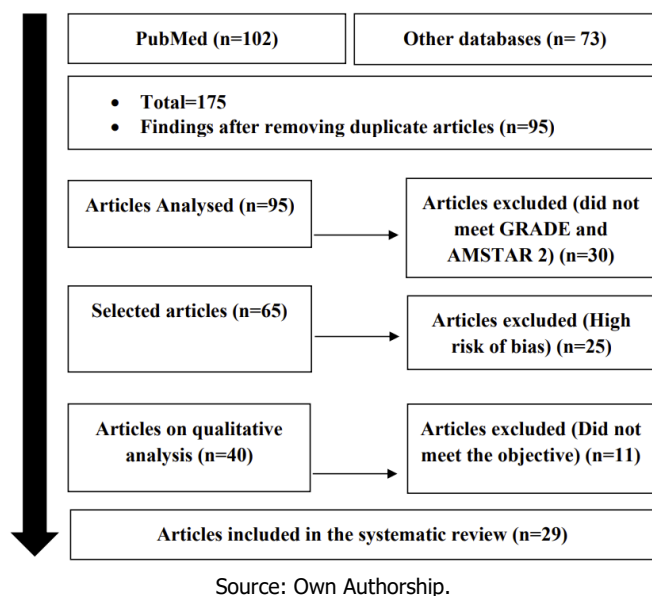 PubMed (n=102)
Other databases (n= 73)
• Total=175
• Findings after removing duplicate articles (n=95)
Articles Analysed (n=95)
Articles excluded (did not
meet GRADE and
AMSTAR 2) (n=30)
Selected articles (n=65)
Articles excluded (High
risk of bias) (n=25)
Articles on qualitative
analysis (n=40)
Articles excluded (Did not
meet the objective) (n=11)
Articles included in the systematic review (n=29)
Source: Own Authorship.